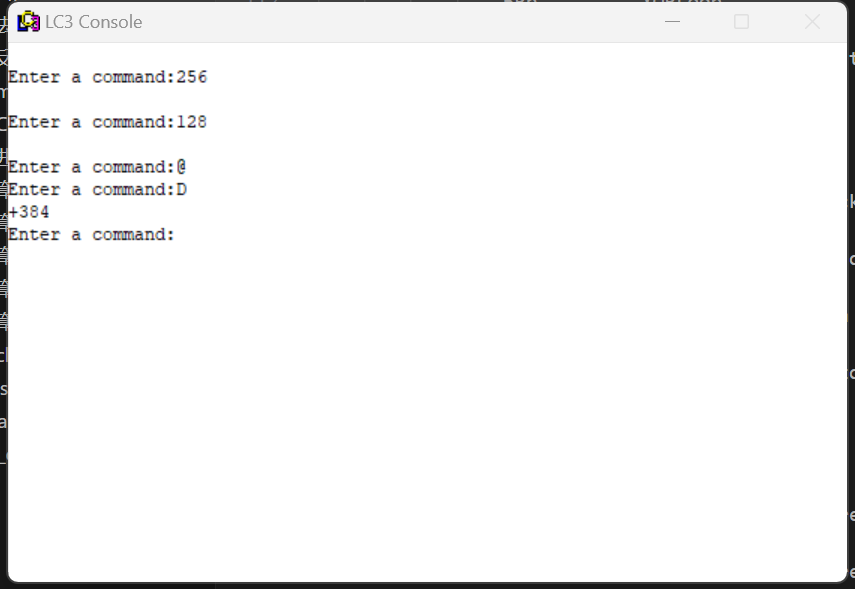 LC3 Console
Enter a command:256
Enter a command:128
Enter a command:@
Enter a command:D
+384
Enter a command: